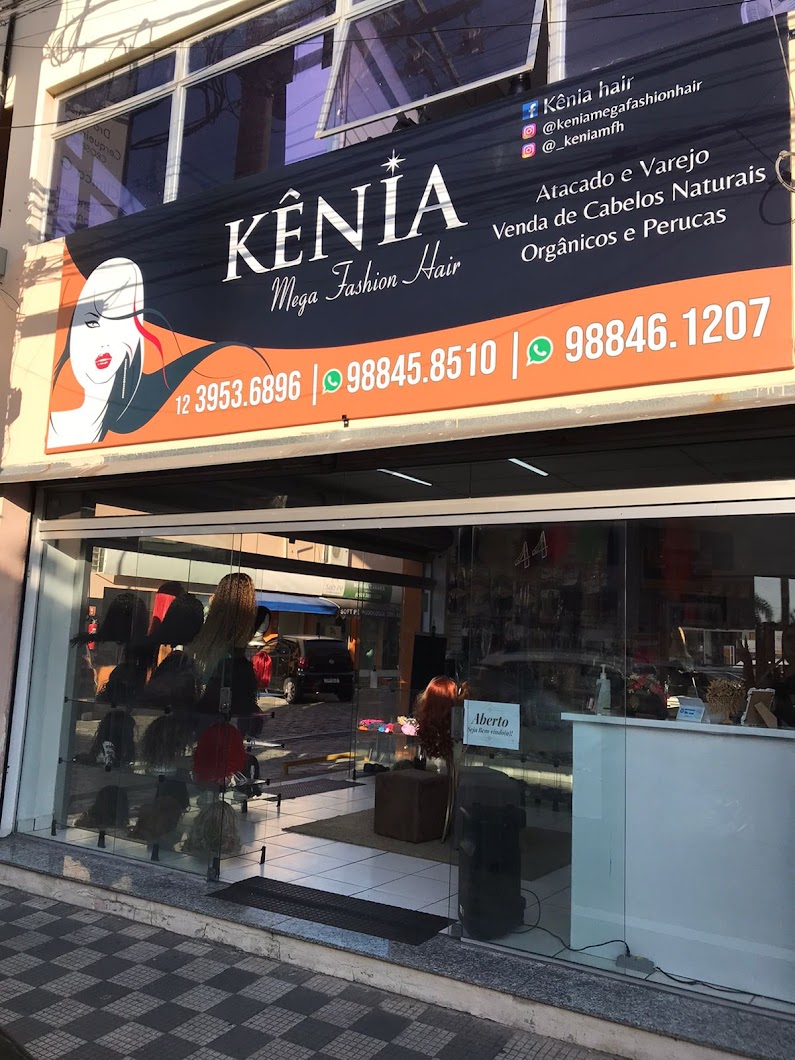 Kênia hair
@keniamegafashionhair
@_keniamfh
KÊNIA
Mega Fashion Hair
Atacado e Varejo
Venda de Cabelos Naturais
Orgânicos e Perucas
12 3953.6896 | 98845.8510 | 98846.1207
Aberto
Seja Bem vindo(a)!